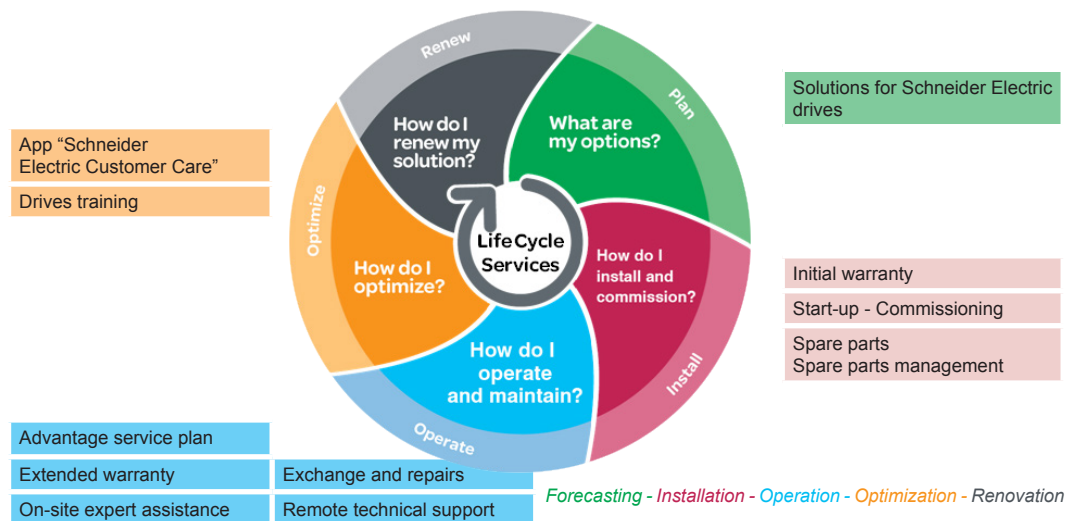 Renew
How do I
renew my
solution?
Plan
What are
my options?
Solutions for Schneider Electric
drives
App “Schneider
Electric Customer Care”
Drives training
Optimize
How do I
optimize?
Life Cycle
Services
How do I
install and
commission?
Install
Initial warranty
Start-up - Commissioning
Spare parts
Spare parts management
How do I
operate
and maintain?
Operate
Advantage service plan
Extended warranty
Exchange and repairs
On-site expert assistance
Remote technical support
Forecasting - Installation - Operation - Optimization - Renovation